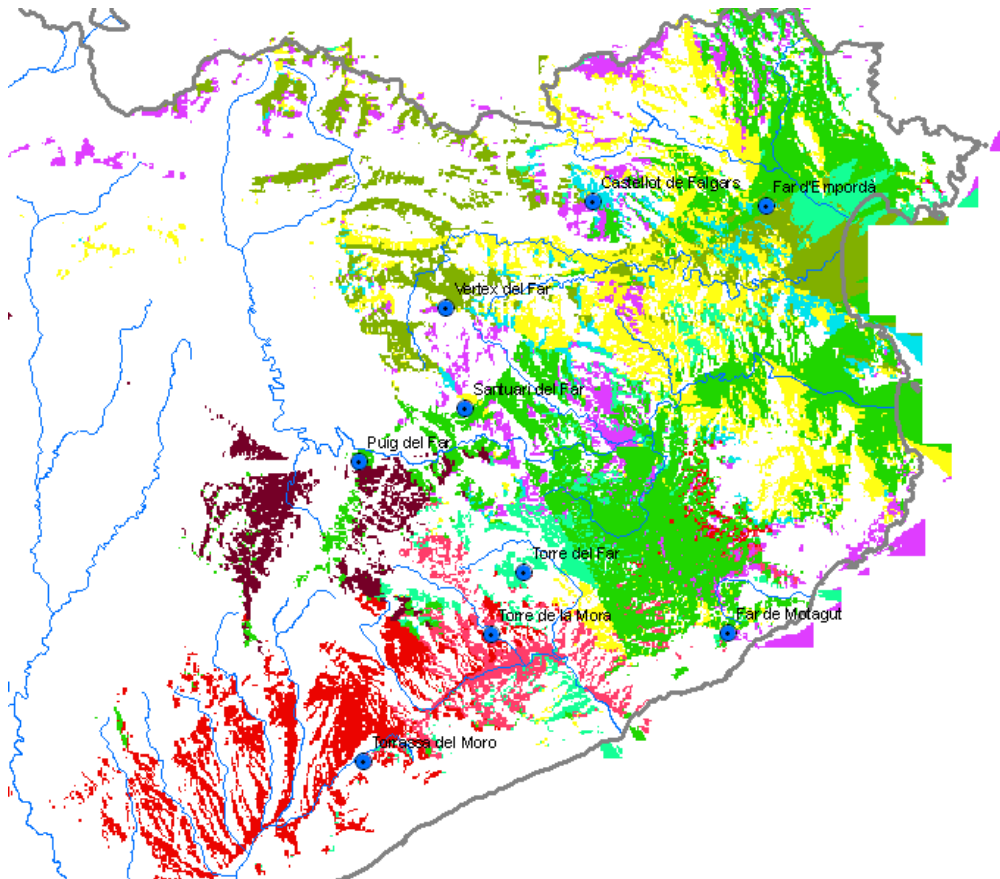 Castellot de Falgars
Far d'Empordà
Vèrtex del Far
Santuari del Far
Puig del Far
Torre del Far
Torre de la Mora
Far de Motagut
Torrassa del Moro